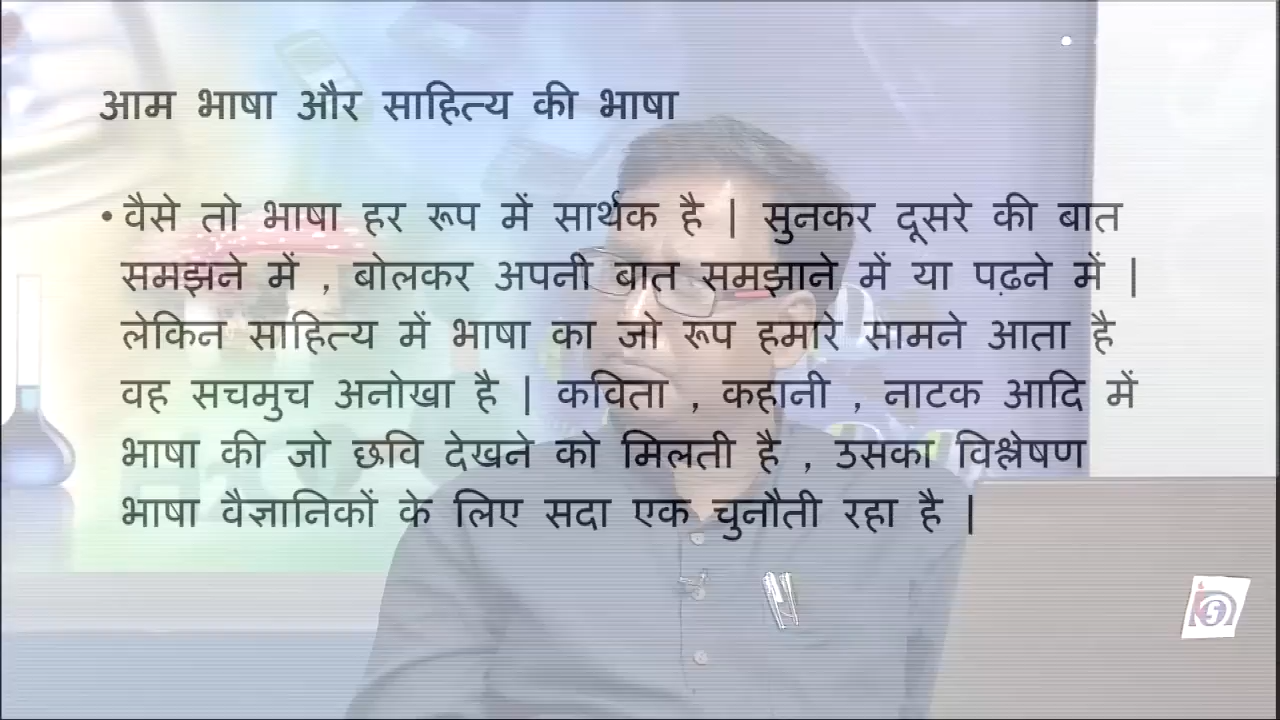 आम भाषा और साहित्य की भाषा
• वैसे तो भाषा हर रूप में सार्थक है | सुनकर दूसरे की बात
समझने में , बोलकर अपनी बात समझाने में या पढ़ने में |
लेकिन साहित्य में भाषा का जो रूप हमारे सामने आता है
वह सचमुच अनोखा है | कविता , कहानी , नाटक आदि में
भाषा की जो छवि देखने को मिलती है , उसका विश्लेषण
भाषा वैज्ञानिकों के लिए सदा एक चुनौती रहा है |